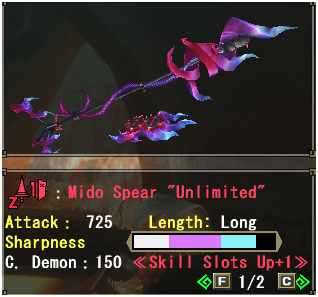 Z : Mido Spear "Unlimited"
Attack: 725 Length: Long
Sharpness
C. Demon:150 ≪Skill Slots Up+1≫
F 1/2 C